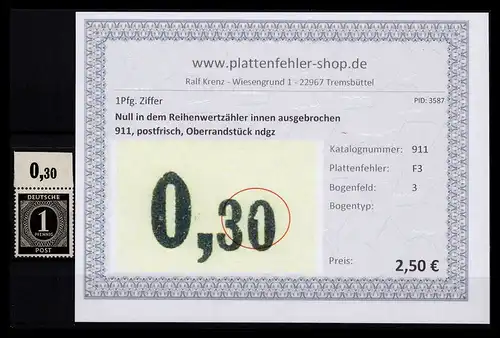 www.plattenfehler-shop.de
Ralf Krenz - Wiesengrund 1 - 22967 Tremsbüttel
1Pfg. Ziffer
PID: 3587
Null in dem Reihenwertzähler innen ausgebrochen
911, postfrisch, Oberrandstück ndgz
Katalognummer: 911
Plattenfehler: F3
Bogenfeld: 3
Bogentyp:
Preis: 2,50 €
0,30
0,30
DEUTSCHE
1
PFENNIG
POST